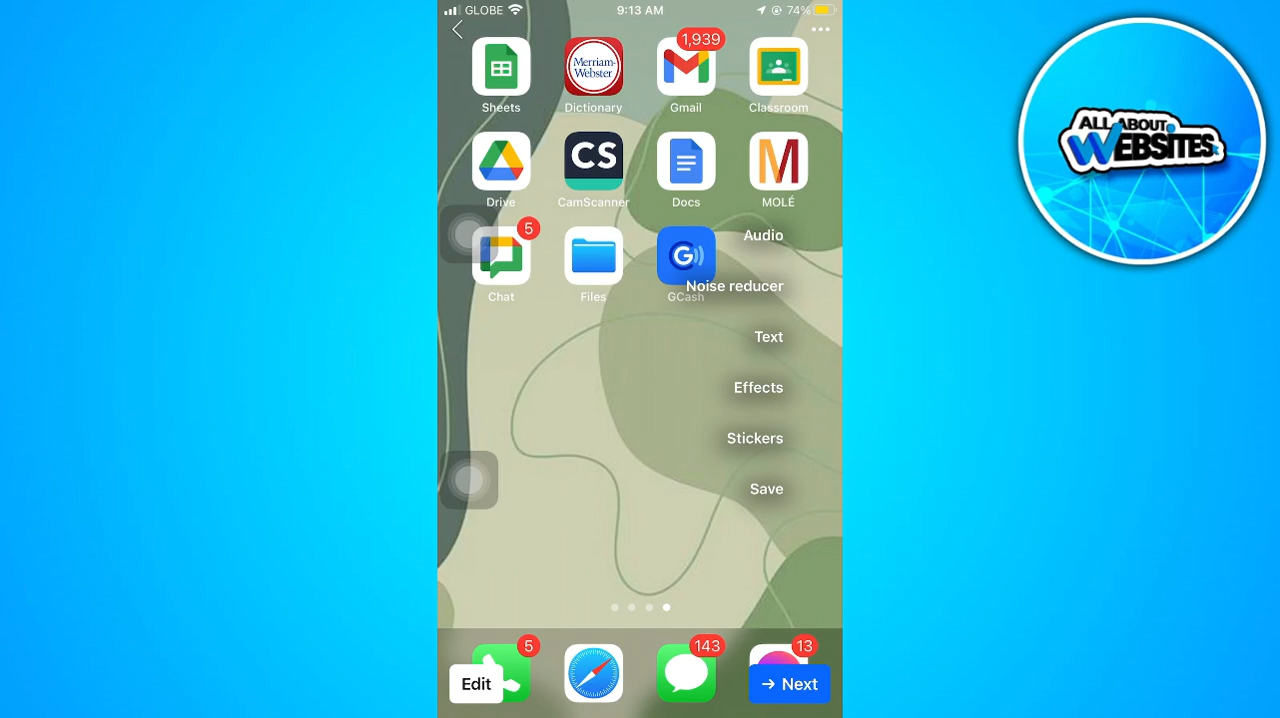 GLOBE 9:13 AM 74%
1,939
Merriam-
Webster
Sheets Dictionary Gmail Classroom
CS
Drive CamScanner Docs MOLÉ
5
Audio
G
Noise reducer
Chat Files GCash
Text
Effects
Stickers
Save
5 143 13
Edit → Next
ALL ABOUT
WEBSITES